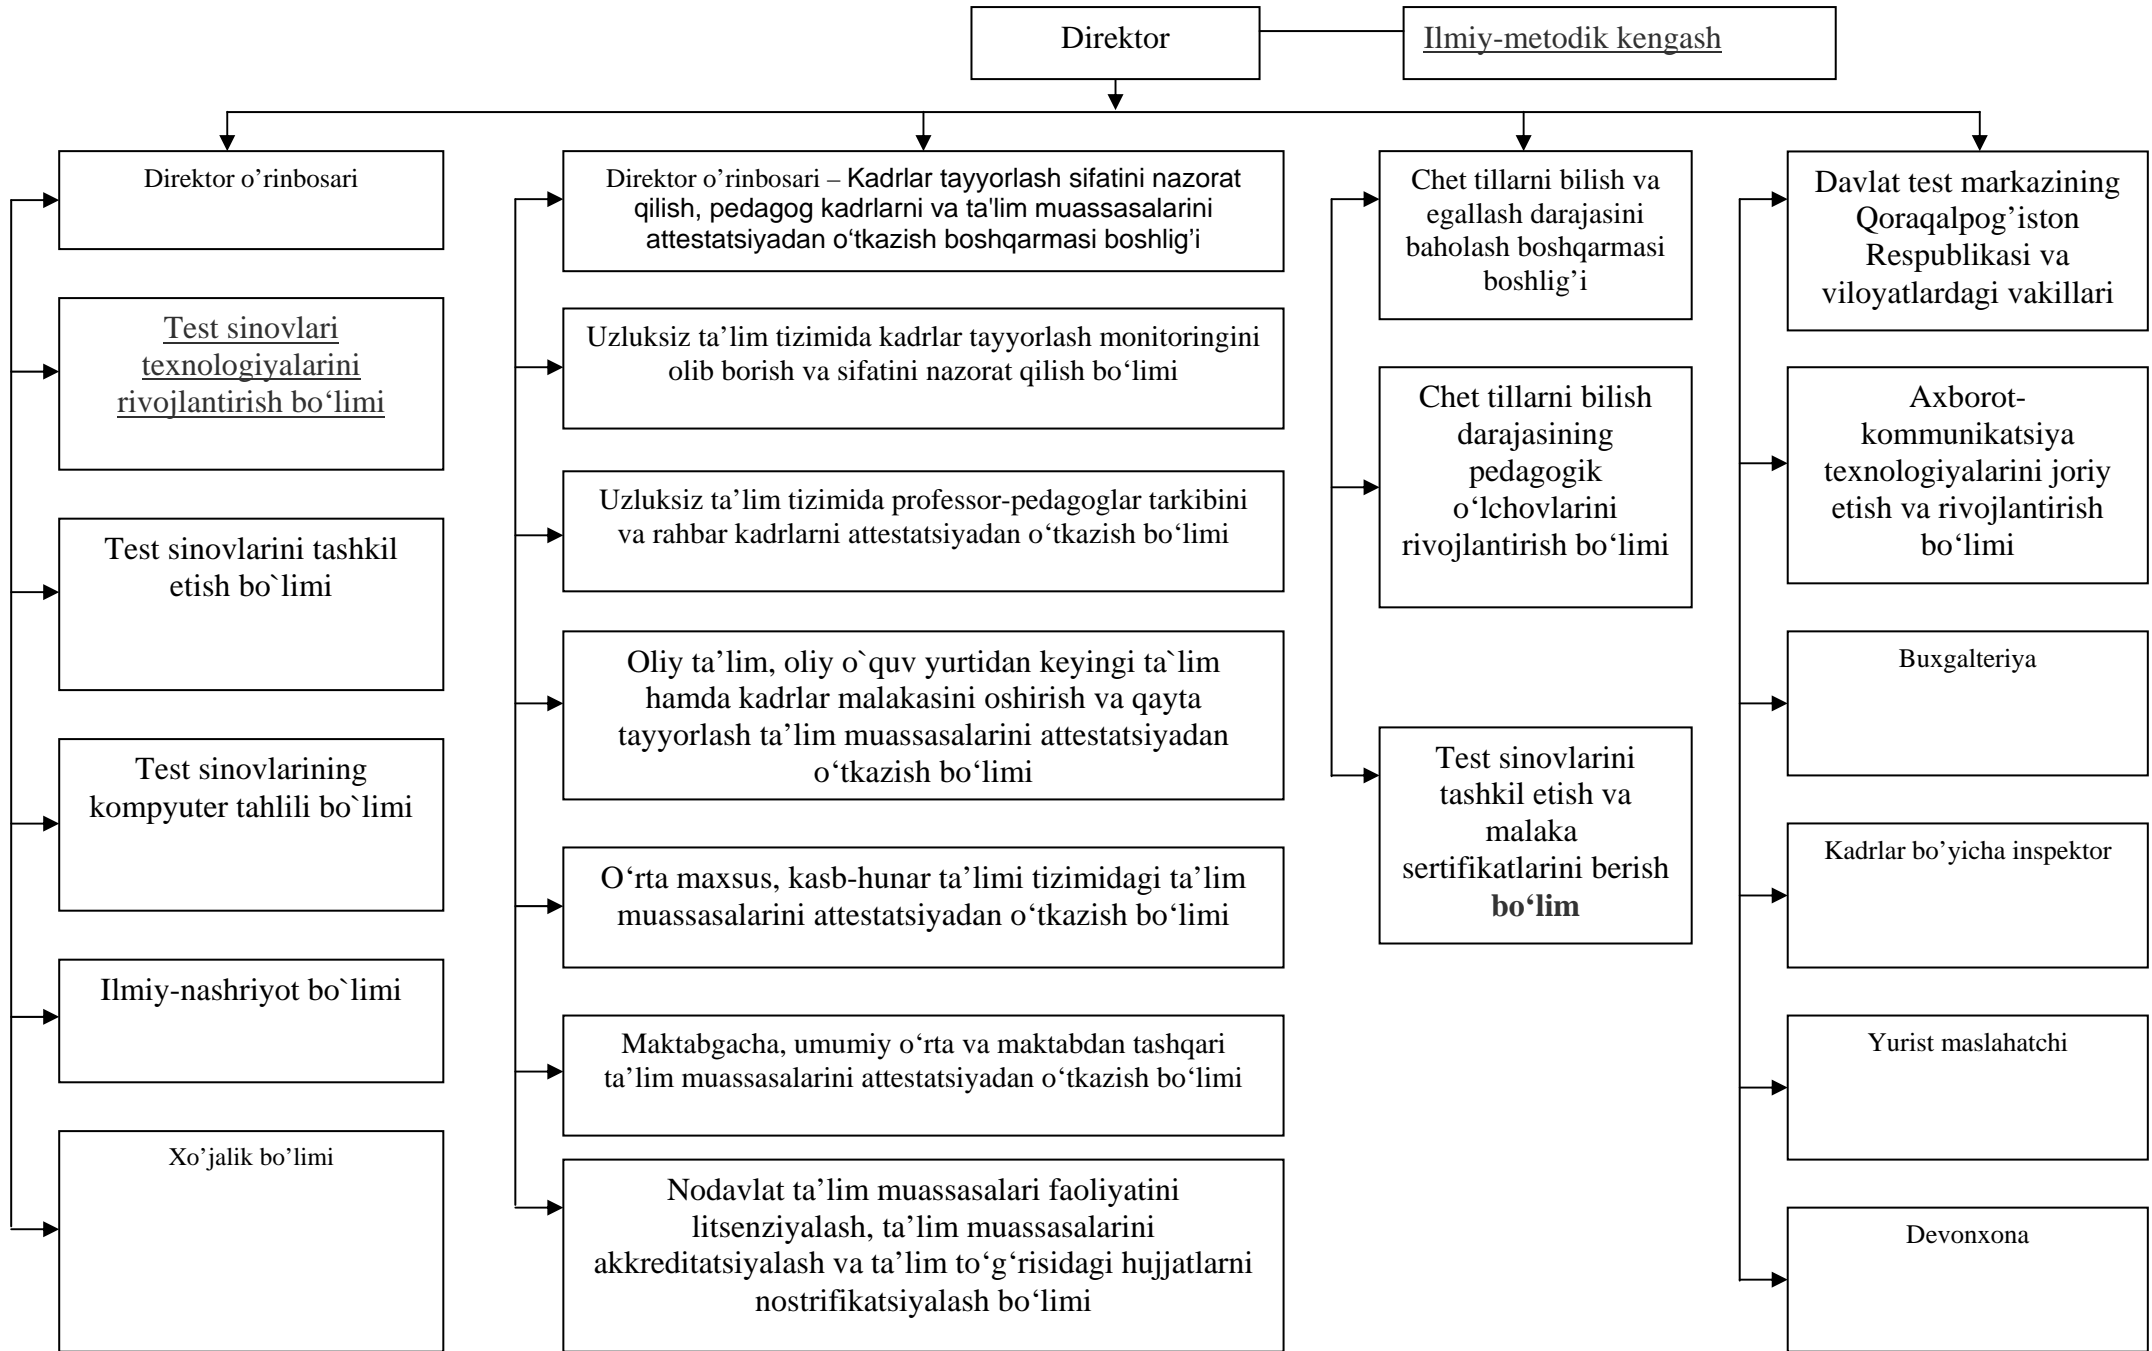 Direktor
Ilmiy-metodik kengash
Direktor o’rinbosari
Test sinovlari
texnologiyalarini
rivojlantirish bo‘limi
Test sinovlarini tashkil
etish bo`limi
Test sinovlarining
kompyuter tahlili bo`limi
Ilmiy-nashriyot bo`limi
Xo’jalik bo’limi
Direktor o’rinbosari – Kadrlar tayyorlash sifatini nazorat
qilish, pedagog kadrlarni va ta'lim muassasalarini
attestatsiyadan o‘tkazish boshqarmasi boshlig’i
Uzluksiz ta’lim tizimida kadrlar tayyorlash monitoringini
olib borish va sifatini nazorat qilish bo‘limi
Uzluksiz ta’lim tizimida professor-pedagoglar tarkibini
va rahbar kadrlarni attestatsiyadan o‘tkazish bo‘limi
Oliy ta’lim, oliy o`quv yurtidan keyingi ta`lim
hamda kadrlar malakasini oshirish va qayta
tayyorlash ta’lim muassasalarini attestatsiyadan
o‘tkazish bo‘limi
O‘rta maxsus, kasb-hunar ta’limi tizimidagi ta’lim
muassasalarini attestatsiyadan o‘tkazish bo‘limi
Maktabgacha, umumiy o‘rta va maktabdan tashqari
ta’lim muassasalarini attestatsiyadan o‘tkazish bo‘limi
Nodavlat ta’lim muassasalari faoliyatini
litsenziyalash, ta’lim muassasalarini
akkreditatsiyalash va ta’lim to‘g‘risidagi hujjatlarni
nostrifikatsiyalash bo‘limi
Chet tillarni bilish va
egallash darajasini
baholash boshqarmasi
boshlig’i
Chet tillarni bilish
darajasining
pedagogik
o‘lchovlarini
rivojlantirish bo‘limi
Test sinovlarini
tashkil etish va
malaka
sertifikatlarini berish
bo‘lim
Davlat test markazining
Qoraqalpog’iston
Respublikasi va
viloyatlardagi vakillari
Axborot-
kommunikatsiya
texnologiyalarini joriy
etish va rivojlantirish
bo‘limi
Buxgalteriya
Kadrlar bo’yicha inspektor
Yurist maslahatchi
Devonxona